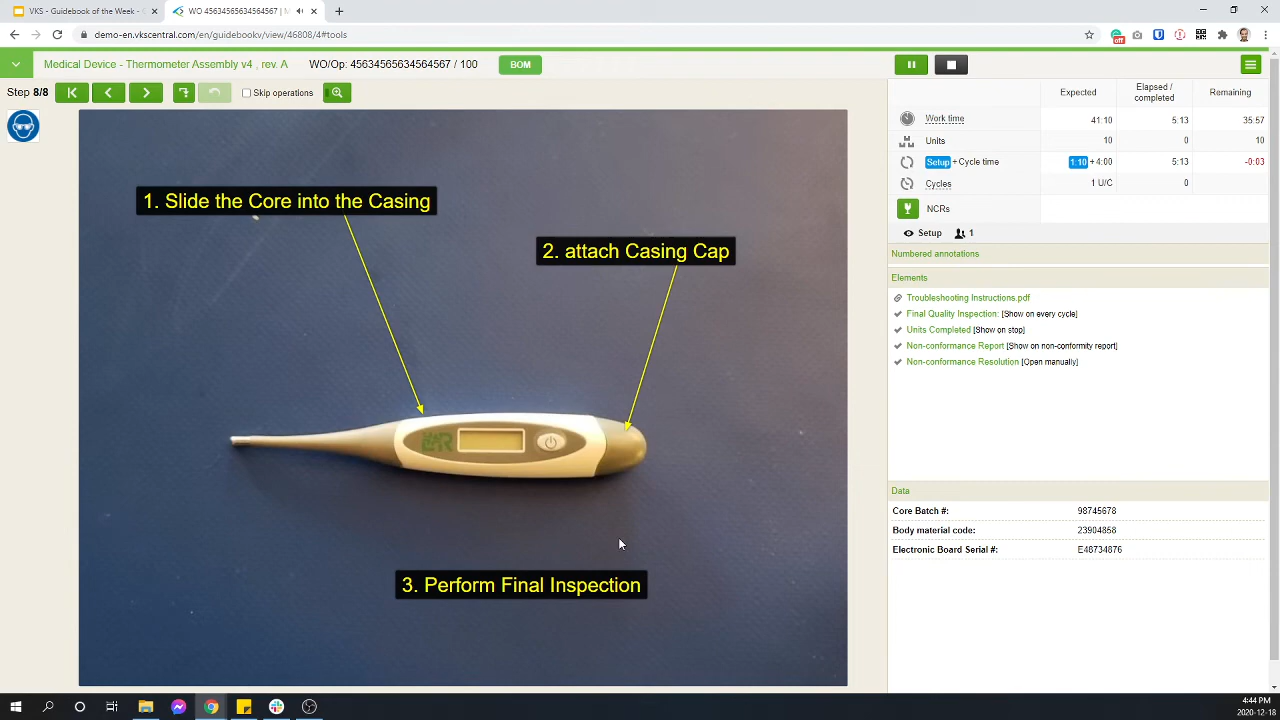 VKS - Guidebook of the Week - G
WO 45634565634564567 | M
demo-en.vkscentral.com/en/guidebookv/view/46808/4#tools
off
Medical Device - Thermometer Assembly v4 , rev. A
WO/Op: 45634565634564567 / 100
BOM
Step 8/8
Skip operations
1. Slide the Core into the Casing
2. attach Casing Cap
3. Perform Final Inspection
Expected
Elapsed /
completed
Remaining
Work time 41:10 5:13 35:57
Units 10 0 10
Setup + Cycle time 1:10 + 4:00 5:13 -0:03
Cycles 1 U/C 0
NCRs
Setup 1
Numbered annotations
Elements
Troubleshooting Instructions.pdf
Final Quality Inspection: [Show on every cycle]
Units Completed [Show on stop]
Non-conformance Report [Show on non-conformity report]
Non-conformance Resolution [Open manually]
Data
Core Batch #: 98745678
Body material code: 23904858
Electronic Board Serial #: E48734876
4:44 PM
2020-12-18